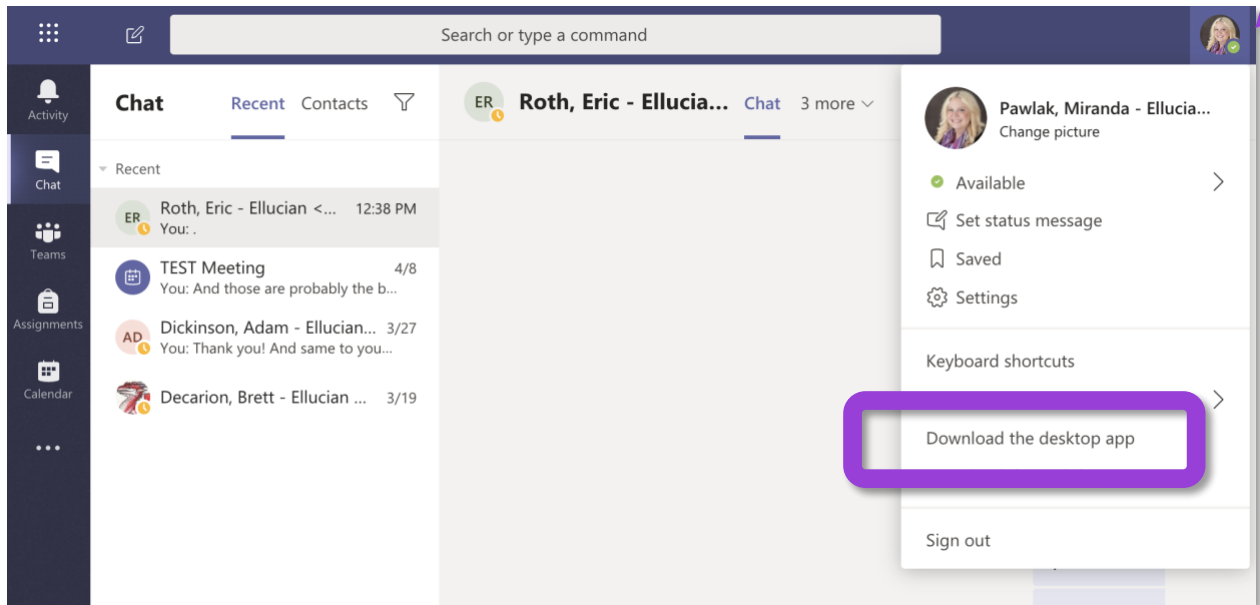 Search or type a command
Activity
Chat
Teams
Assignments
Calendar
Chat
Recent
Contacts
Recent
ER
Roth, Eric - Ellucian <...
12:38 PM
You: .
TEST Meeting
4/8
You: And those are probably the b...
AD
Dickinson, Adam - Ellucian...
3/27
You: Thank you! And same to you...
Decarion, Brett - Ellucian ...
3/19
ER
Roth, Eric - Ellucia...
Chat
3 more
Pawlak, Miranda - Ellucia...
Change picture
Available
Set status message
Saved
Settings
Keyboard shortcuts
Download the desktop app
Sign out